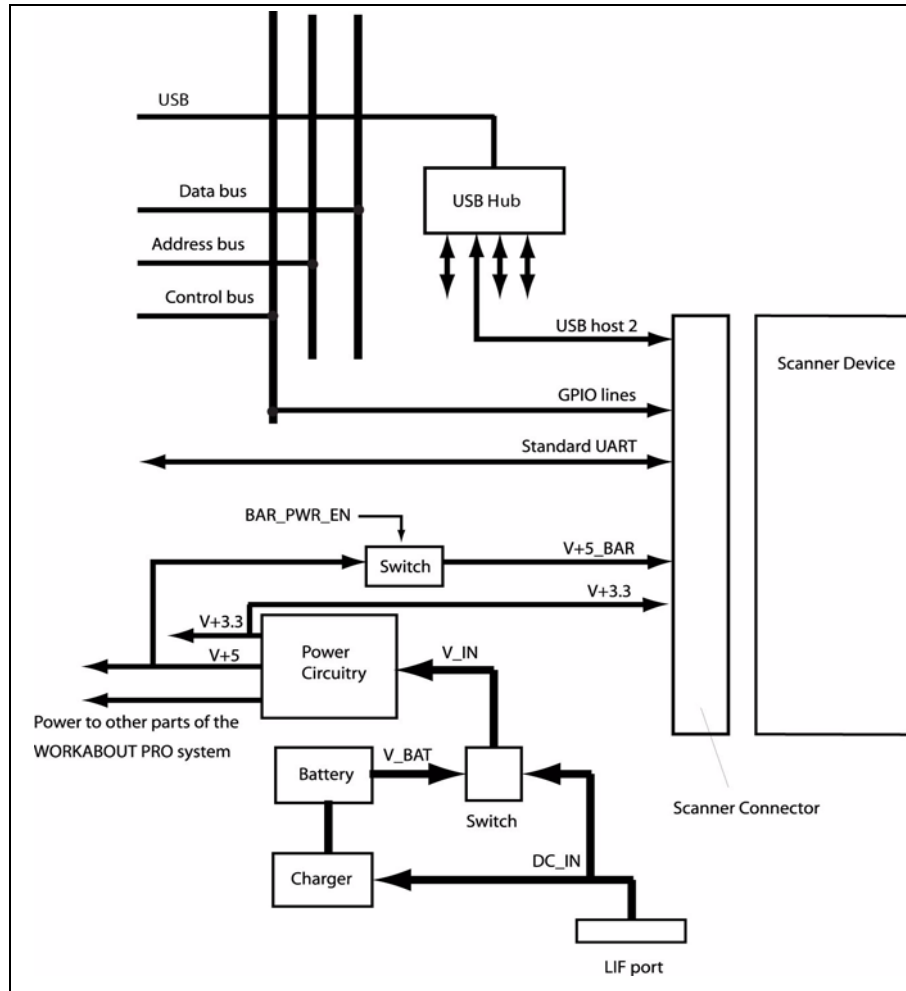 USB
Data bus
USB Hub
Address bus
Control bus
USB host 2
Scanner Device
GPIO lines
Standard UART
BAR_PWR_EN
V+5_BAR
Switch
V+3.3
V+3.3
V+5
Power
Circuitry
V_IN
Power to other parts of the
WORKABOUT PRO system
V_BAT
Battery
Switch
Scanner Connector
DC_IN
Charger
LIF port